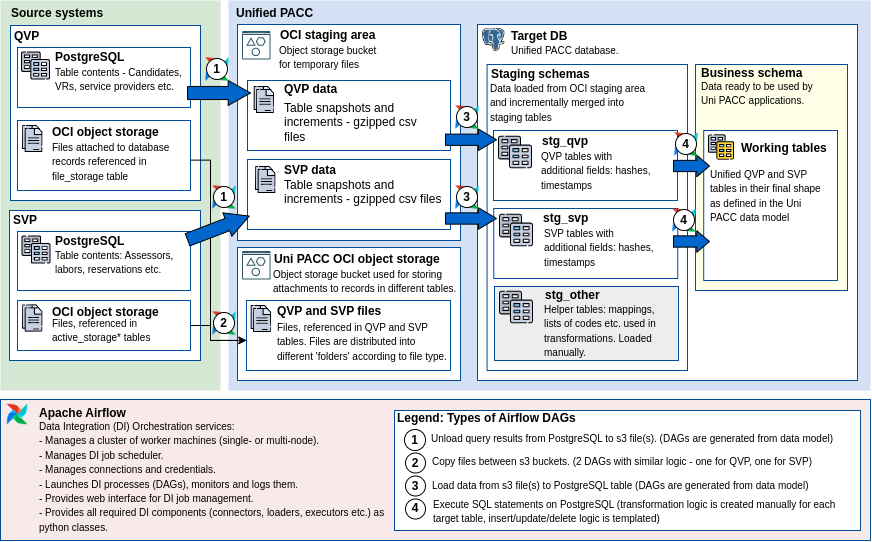 Source systems
QVP
PostgreSQL
Table contents - Candidates,
VRs, service providers etc.
OCI object storage
Files attached to database
records referenced in
file_storage table
SVP
PostgreSQL
Table contents: Assessors,
labors, reservations etc.
OCI object storage
Files, referenced in
active_storage* tables
1
1
2
Unified PACC
OCI staging area
Object storage bucket
for temporary files
QVP data
Table snapshots and
increments - gzipped csv
files
SVP data
Table snapshots and
increments - gzipped csv files
Uni PACC OCI object storage
Object storage bucket used for storing
attachments to records in different tables.
QVP and SVP files
Files, referenced in QVP and SVP
tables. Files are distributed into
different 'folders' according to file type.
3
3
Target DB
Unified PACC database.
Staging schemas
Data loaded from OCI staging area
and incrementally merged into
staging tables
stg_qvp
QVP tables with
additional fields: hashes,
timestamps
stg_svp
SVP tables with
additional fields: hashes,
timestamps
stg_other
Helper tables: mappings,
lists of codes etc. used in
transformations. Loaded
manually.
4
4
Business schema
Data ready to be used by
Uni PACC applications.
Working tables
Unified QVP and SVP
tables in their final shape
as defined in the Uni
PACC data model
Apache Airflow
Data Integration (DI) Orchestration services:
- Manages a cluster of worker machines (single- or multi-node).
- Manages DI job scheduler.
- Manages connections and credentials.
- Launches DI processes (DAGs), monitors and logs them.
- Provides web interface for DI job management.
- Provides all required DI components (connectors, loaders, executors etc.) as
python classes.
Legend: Types of Airflow DAGs
1 Unload query results from PostgreSQL to s3 file(s). (DAGs are generated from data model)
2 Copy files between s3 buckets. (2 DAGs with similar logic - one for QVP, one for SVP)
3 Load data from s3 file(s) to PostgreSQL table (DAGs are generated from data model)
4 Execute SQL statements on PostgreSQL (transformation logic is created manually for each
target table, insert/update/delete logic is templated)